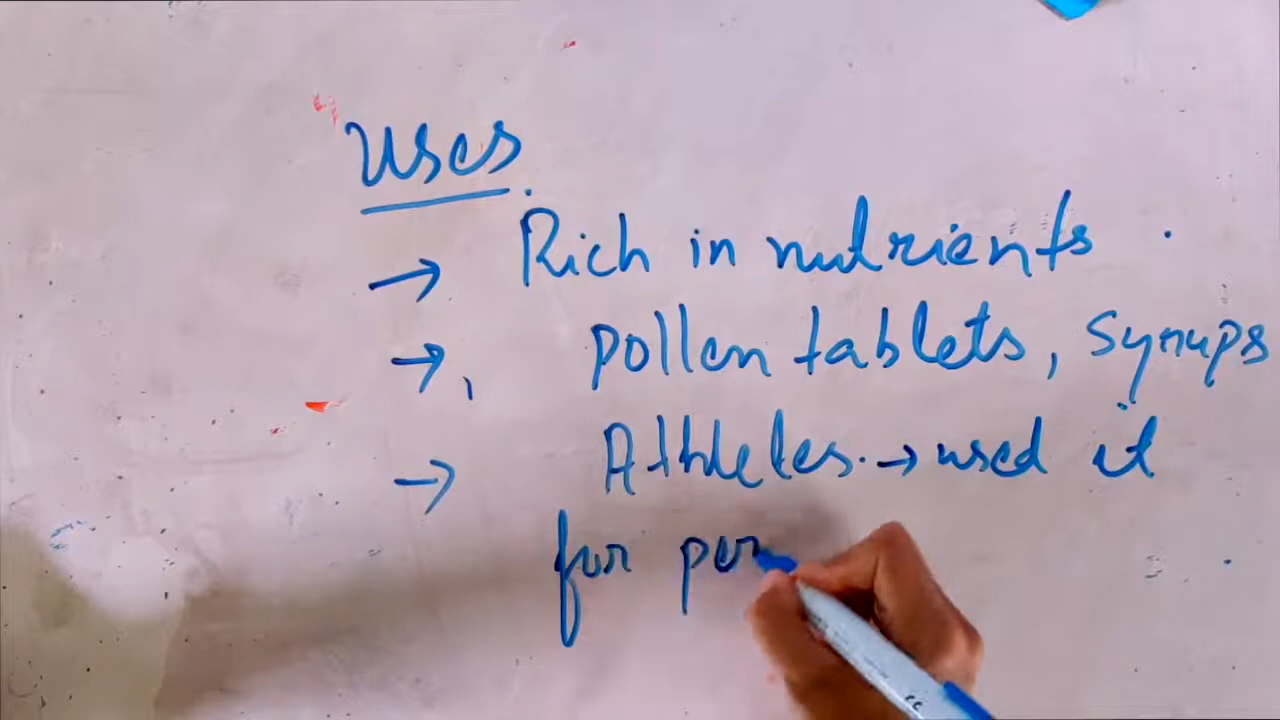 Uses.
→ Rich in nutrients.
→, pollen tablets, Syrups
→ Athletes. → used it
for per